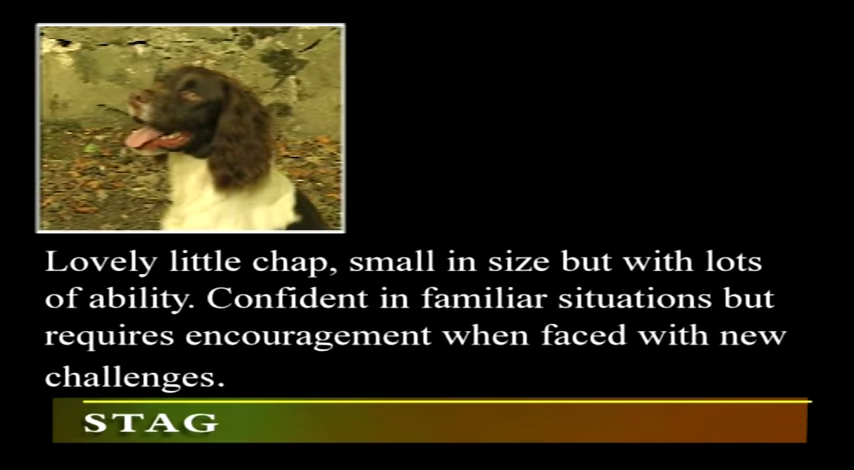 Lovely little chap, small in size but with lots
of ability. Confident in familiar situations but
requires encouragement when faced with new
challenges.
STAG